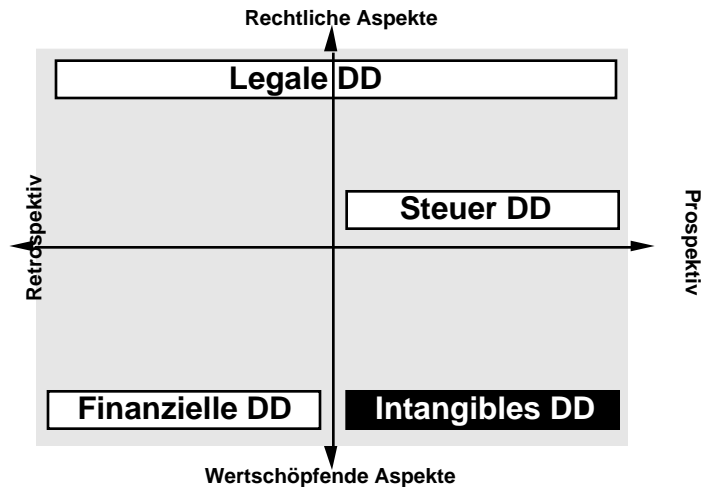 Rechtliche Aspekte
Legale DD
Retrospektiv
Steuer DD
Prospektiv
Finanzielle DD
Intangibles DD
Wertschöpfende Aspekte